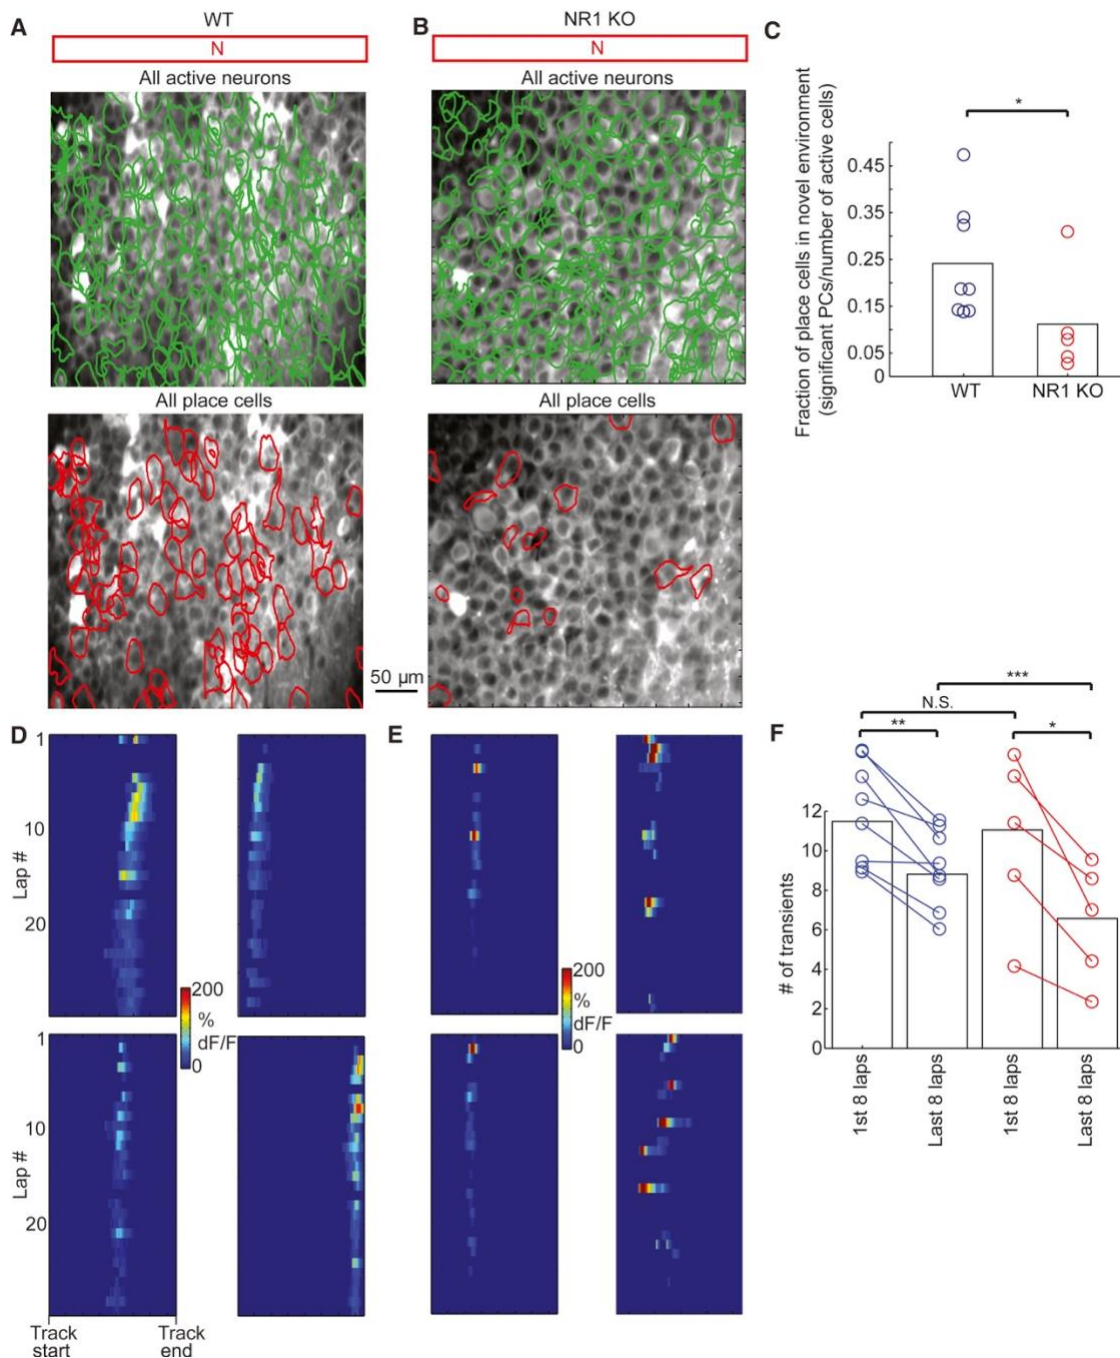 A
WT
N
All active neurons
All place cells
50 µm
B
NR1 KO
N
All active neurons
All place cells
C
Fraction of place cells in novel environment
(significant PCs/number of active cells)
0.45
0.35
0.25
0.15
0.05
0
*
WT
NR1 KO
D
1
10
20
Lap #
200
%
dF/F
0
1
10
20
Lap #
Track start
Track end
E
200
%
dF/F
0
F
***
N.S.
**
*
# of transients
12
10
8
6
4
2
0
1st 8 laps
Last 8 laps
1st 8 laps
Last 8 laps